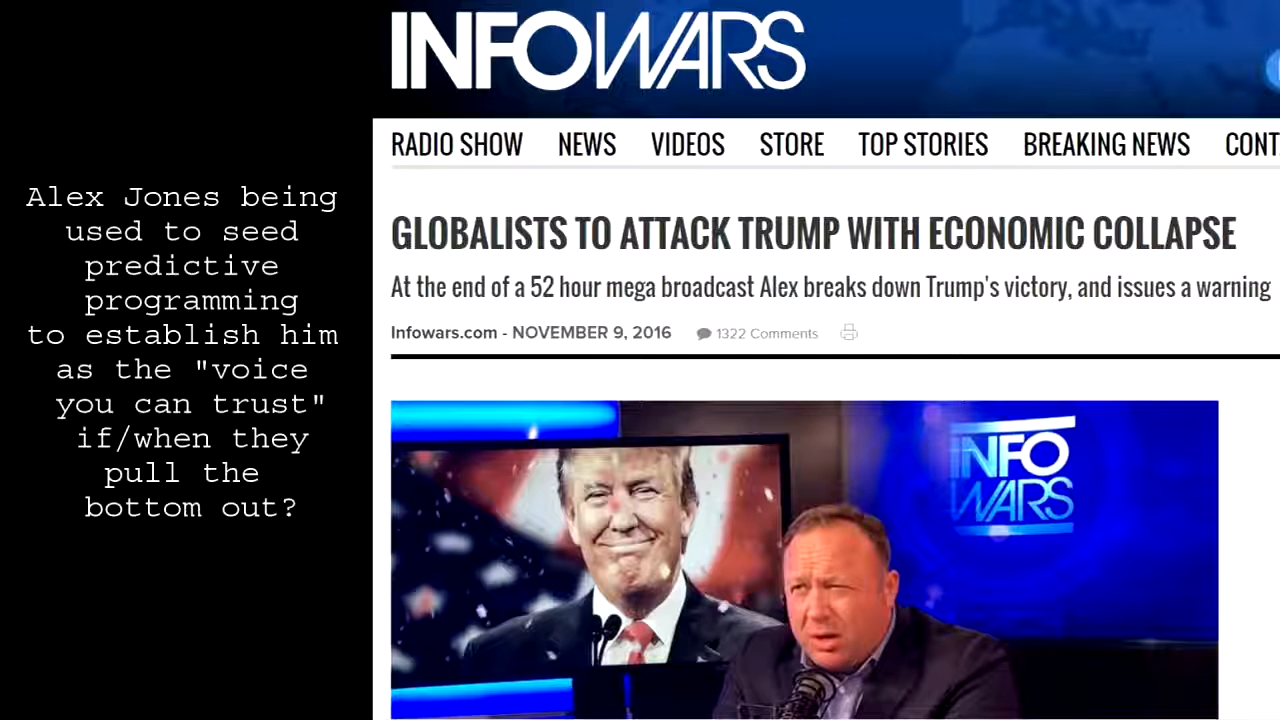 Alex Jones being
used to seed
predictive
programming
to establish him
as the "voice
you can trust"
if/when they
pull the
bottom out?
INFOWARS
RADIO SHOW NEWS VIDEOS STORE TOP STORIES BREAKING NEWS CONT
GLOBALISTS TO ATTACK TRUMP WITH ECONOMIC COLLAPSE
At the end of a 52 hour mega broadcast Alex breaks down Trump's victory, and issues a warning
Infowars.com - NOVEMBER 9, 2016 1322 Comments
INFO
WARS